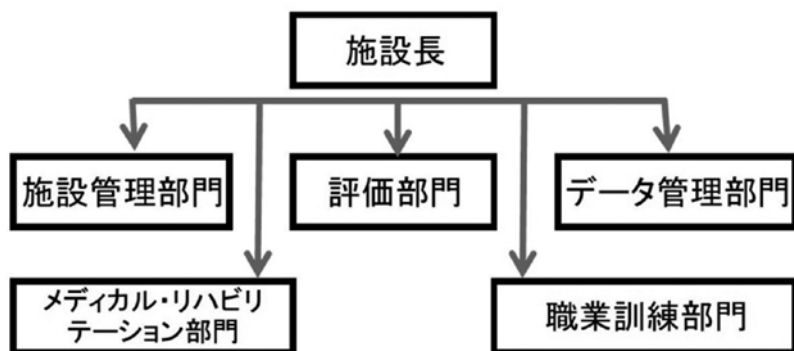 施設長
施設管理部門
評価部門
データ管理部門
メディカル・リハビリ
テーション部門
職業訓練部門